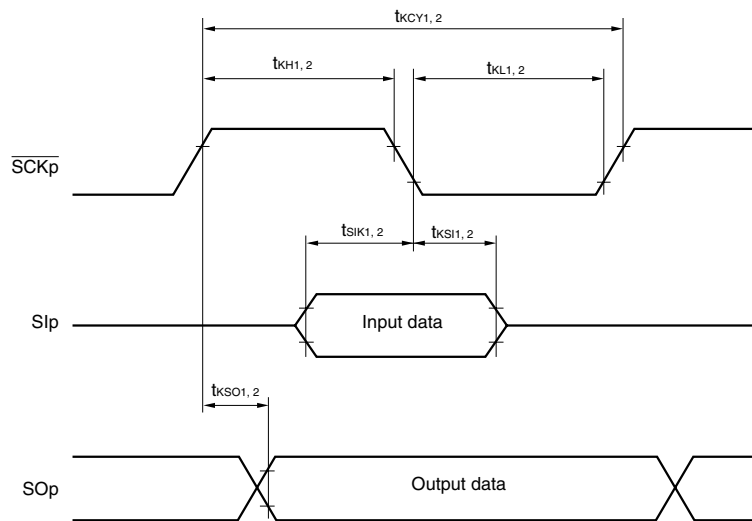 tKCY1, 2
tKH1, 2
tKL1, 2
SCKp
tSIK1, 2
tKSI1, 2
SIp
Input data
tKSO1, 2
SOp
Output data